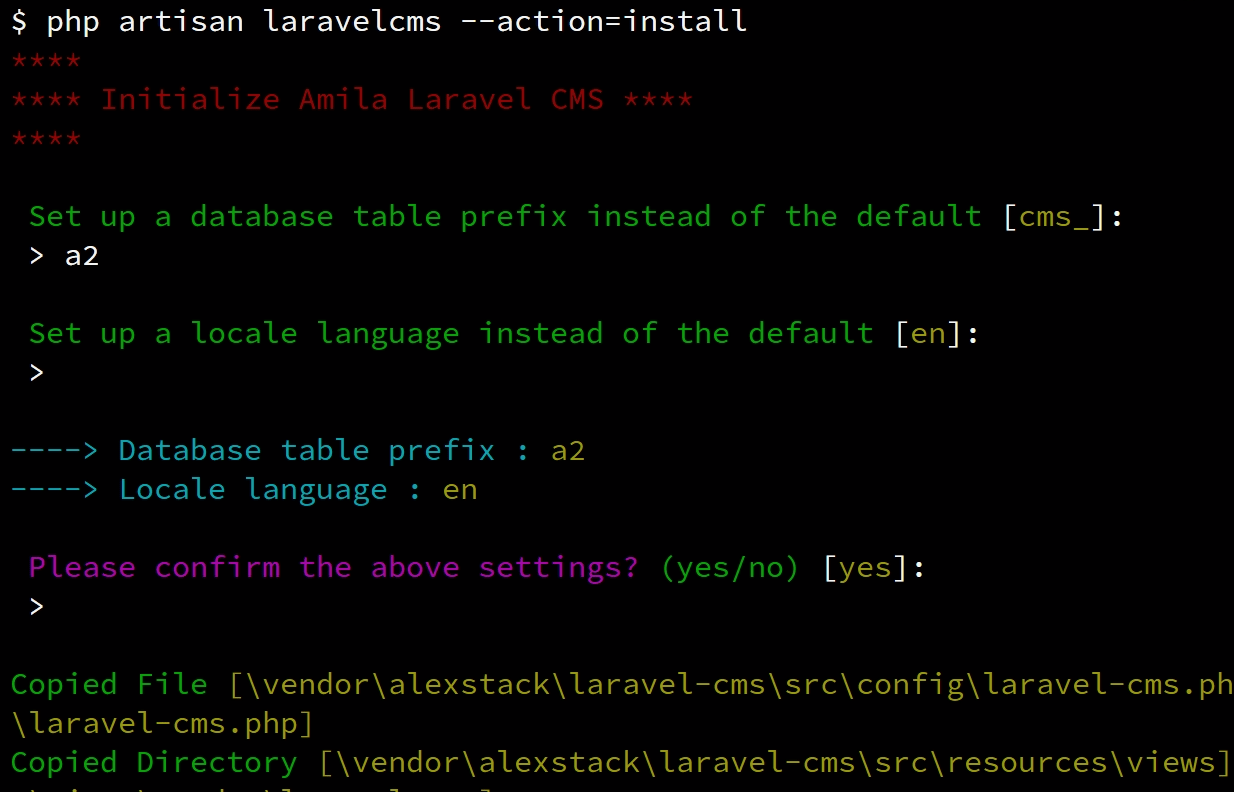 $ php artisan laravelcms --action=install
****
**** Initialize Amila Laravel CMS ****
****
Set up a database table prefix instead of the default [cms_]:
> a2
Set up a locale language instead of the default [en]:
>
----> Database table prefix : a2
----> Locale language : en
Please confirm the above settings? (yes/no) [yes]:
>
Copied File [\vendor\alexstack\laravel-cms\src\config\laravel-cms.ph
\laravel-cms.php]
Copied Directory [\vendor\alexstack\laravel-cms\src\resources\views]